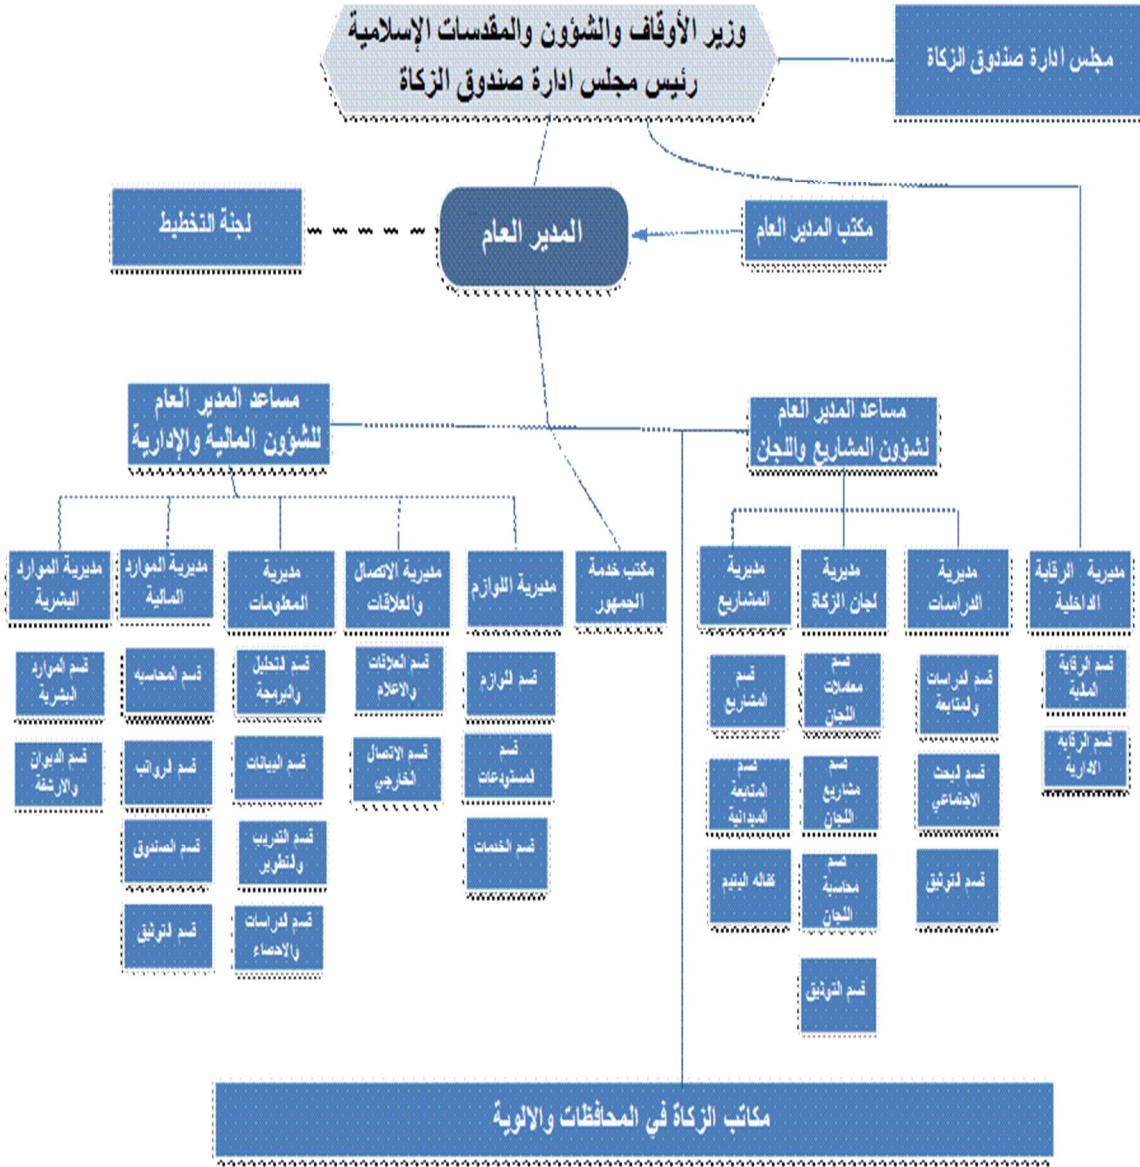 وزير الأوقاف والشؤون والمقدسات الإسلامية
رئيس مجلس ادارة صندوق الزكاة
مجلس ادارة صندوق الزكاة
مكتب المدير العام
المدير العام
لجنة التخطيط
مساعد المدير العام
لشؤون المشاريع واللجان
مساعد المدير العام
للشؤون المالية والإدارية
مديرية الرقابة
الداخلية
مديرية
الدراسات
مديرية
لجان الزكاة
مديرية
المشاريع
مكتب خدمة
الجمهور
مديرية اللوازم
مديرية الاتصال
والعلاقات
مديرية
المعلومات
مديرية الموارد
المالية
مديرية الموارد
البشرية
قسم الرقابة
المالية
قسم الرقابة
الادارية
قسم الدراسات
والمتابعة
قسم البحث
الاجتماعي
قسم التوثيق
قسم
معاملات
اللجان
قسم
مشاريع
اللجان
قسم
محاسبة
اللجان
قسم التوثيق
قسم
المشاريع
قسم
المتابعة
الميدانية
كفاله اليتيم
قسم اللوازم
قسم
المستودعات
قسم الخدمات
قسم العلاقات
والاعلام
قسم الاتصال
الخارجي
قسم التحليل
والبرمجة
قسم البيانات
قسم التدريب
والتطوير
قسم الدراسات
والاحصاء
قسم المحاسبه
قسم الرواتب
قسم الصندوق
قسم التوثيق
قسم الموارد
البشرية
قسم الديوان
والارشفة
مكاتب الزكاة في المحافظات والالوية